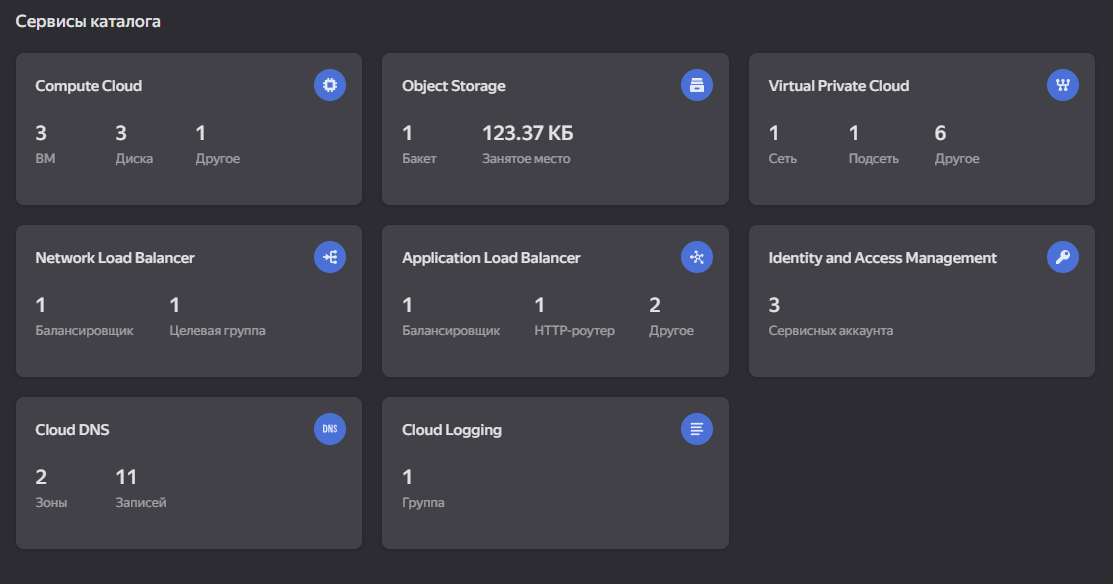 Сервисы каталога
Compute Cloud
3 3 1
ВМ Диска Другое
Object Storage
1 123.37 КБ
Бакет Занятое место
Virtual Private Cloud
1 1 6
Сеть Подсеть Другое
Network Load Balancer
1 1
Балансировщик Целевая группа
Application Load Balancer
1 1 2
Балансировщик HTTP-роутер Другое
Identity and Access Management
3
Сервисных аккаунта
Cloud DNS
DNS
2 11
Зоны Записей
Cloud Logging
1
Группа